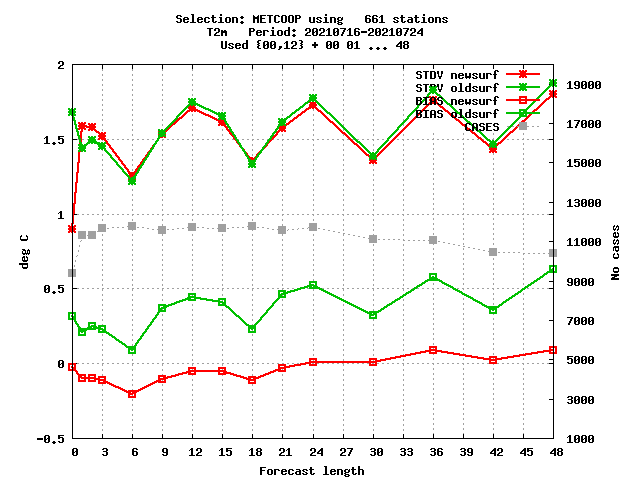 Selection: METCOOP using   661 stations
T2m   Period: 20210716-20210724
Used {00,12} + 00 01 ... 48
STDV newsurf
STDV oldsurf
BIAS newsurf
BIAS oldsurf
CASES
2
1.5
1
0.5
0
-0.5
deg C
19000
17000
15000
13000
11000
9000
7000
5000
3000
1000
No cases
0 3 6 9 12 15 18 21 24 27 30 33 36 39 42 45 48
Forecast length